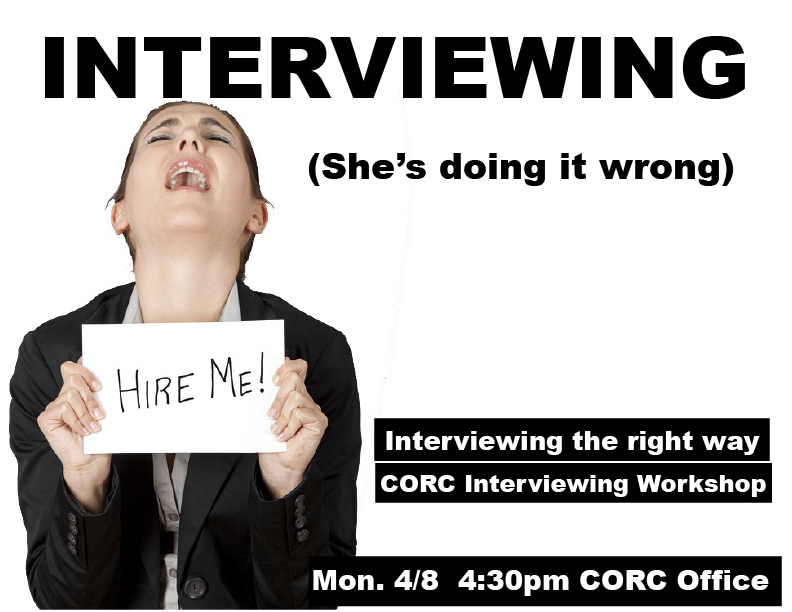 INTERVIEWING
(She’s doing it wrong)
HIRE ME!
Interviewing the right way
CORC Interviewing Workshop
Mon. 4/8 4:30pm CORC Office